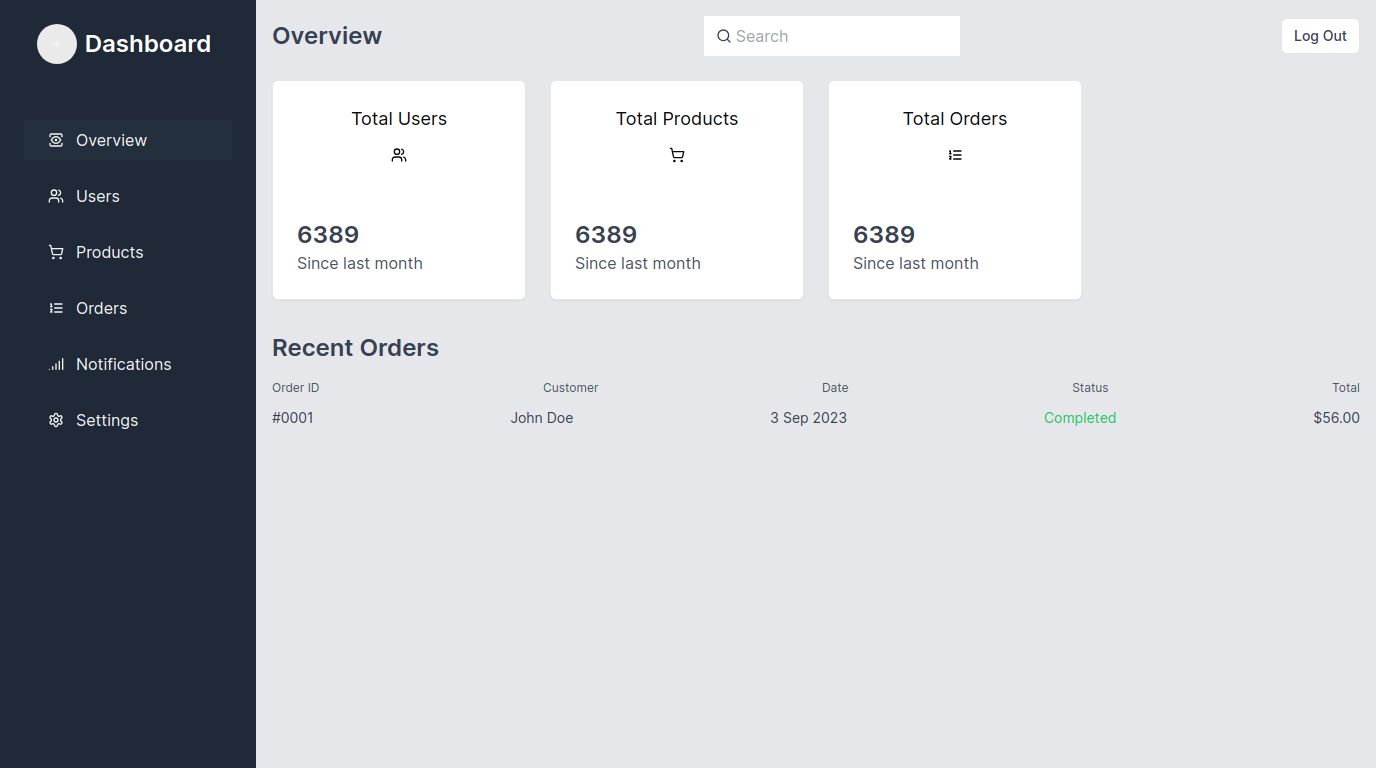 Dashboard
Overview
Users
Products
Orders
Notifications
Settings
Overview
Search
Log Out
Total Users
6389
Since last month
Total Products
6389
Since last month
Total Orders
6389
Since last month
Recent Orders
Order ID Customer Date Status Total
#0001 John Doe 3 Sep 2023 Completed $56.00